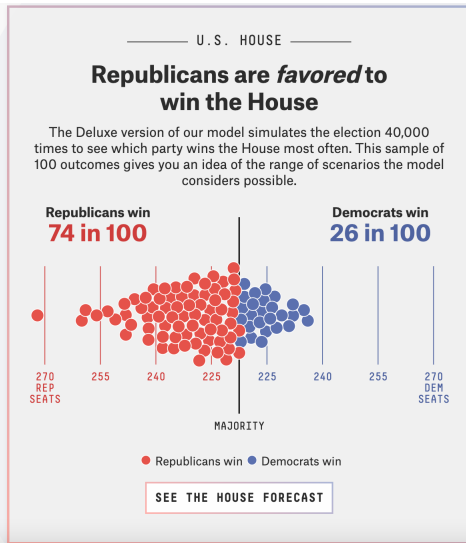 U.S. HOUSE
Republicans are favored to
win the House
The Deluxe version of our model simulates the election 40,000
times to see which party wins the House most often. This sample of
100 outcomes gives you an idea of the range of scenarios the model
considers possible.
Republicans win
74 in 100
Democrats win
26 in 100
270 255 240 225 225 240 255 270
REP DEM
SEATS SEATS
MAJORITY
Republicans win Democrats win
SEE THE HOUSE FORECAST